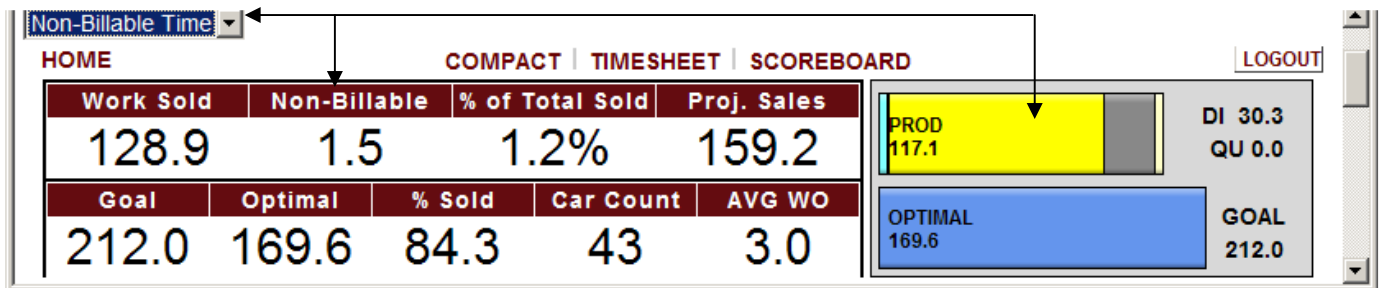 Non-Billable Time
HOME COMPACT TIMESHEET SCOREBOARD LOGOUT
Work Sold Non-Billable % of Total Sold Proj. Sales
128.9 1.5 1.2% 159.2
Goal Optimal % Sold Car Count AVG WO
212.0 169.6 84.3 43 3.0
PROD
117.1
DI 30.3
QU 0.0
OPTIMAL
169.6
GOAL
212.0